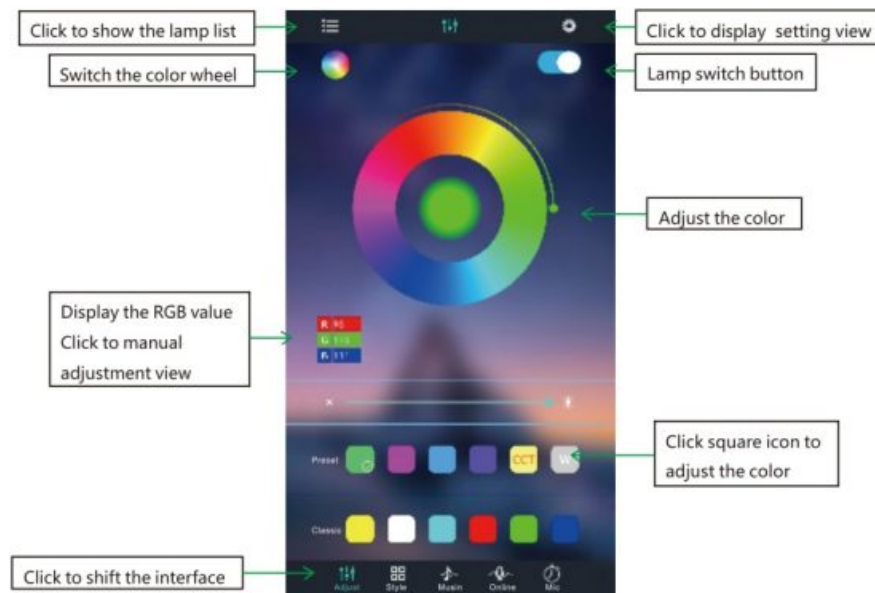 Click to show the lamp list
Click to display setting view
Switch the color wheel
Lamp switch button
Adjust the color
Display the RGB value
Click to manual
adjustment view
R 95
G
B
Click square icon to
adjust the color
Preset
CCT
W
Classic
Click to shift the interface
Adjust
Style
Musin
Online
Mic